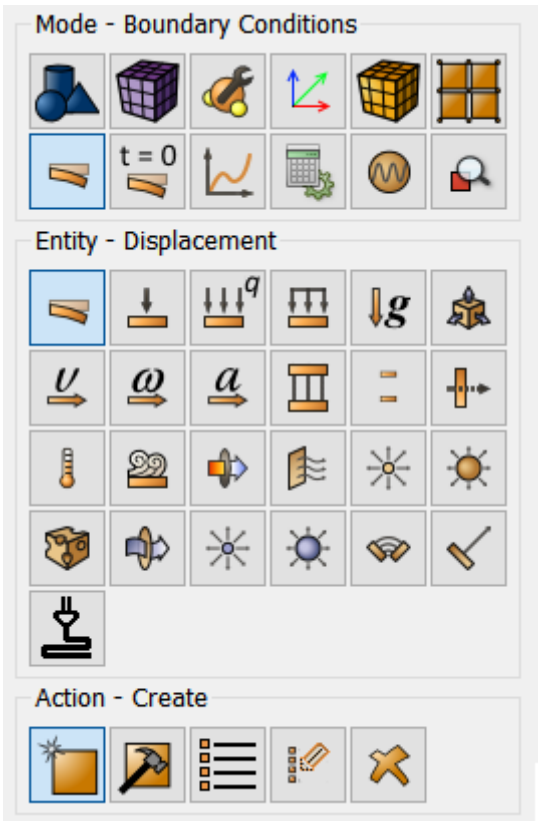 Mode - Boundary Conditions
t = 0
Entity - Displacement
q
g
υ ω a
Action - Create